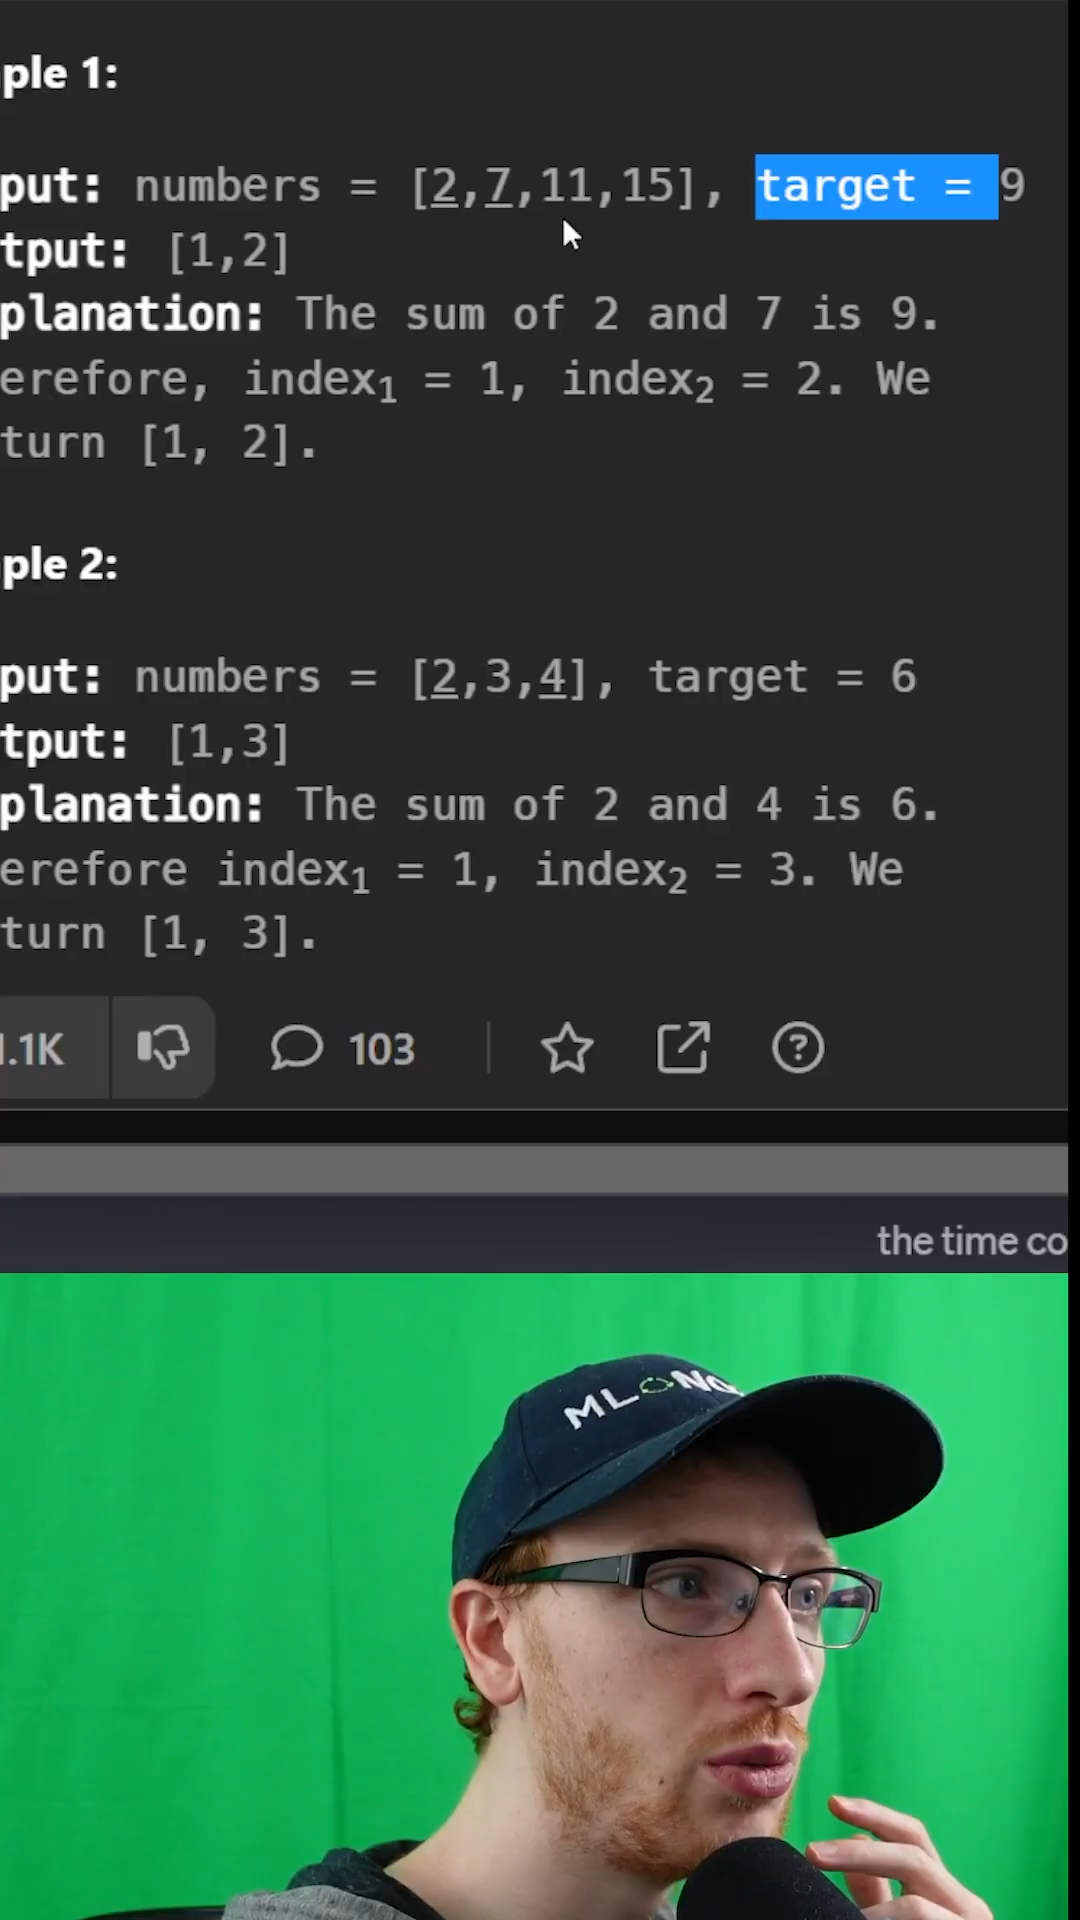 ple 1:
put: numbers = [2,7,11,15], target = 9
tput: [1,2]
planation: The sum of 2 and 7 is 9.
erefore, index₁ = 1, index₂ = 2. We
turn [1, 2].
ple 2:
put: numbers = [2,3,4], target = 6
tput: [1,3]
planation: The sum of 2 and 4 is 6.
erefore index₁ = 1, index₂ = 3. We
turn [1, 3].
.1K
103
the time co